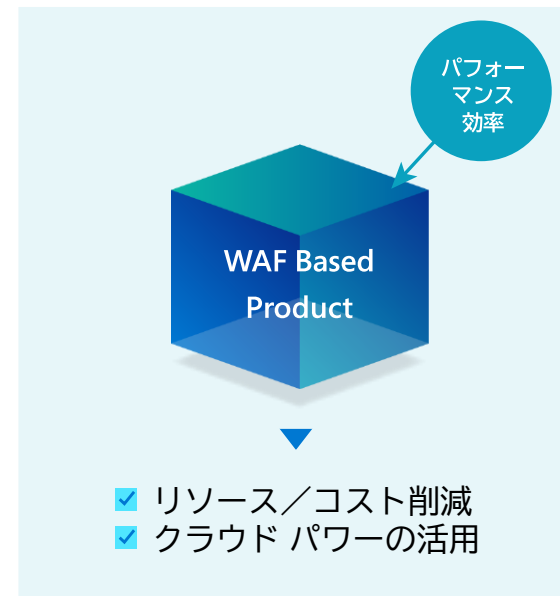 パフォー
マンス
効率
WAF Based
Product
リソース／コスト削減
クラウド パワーの活用